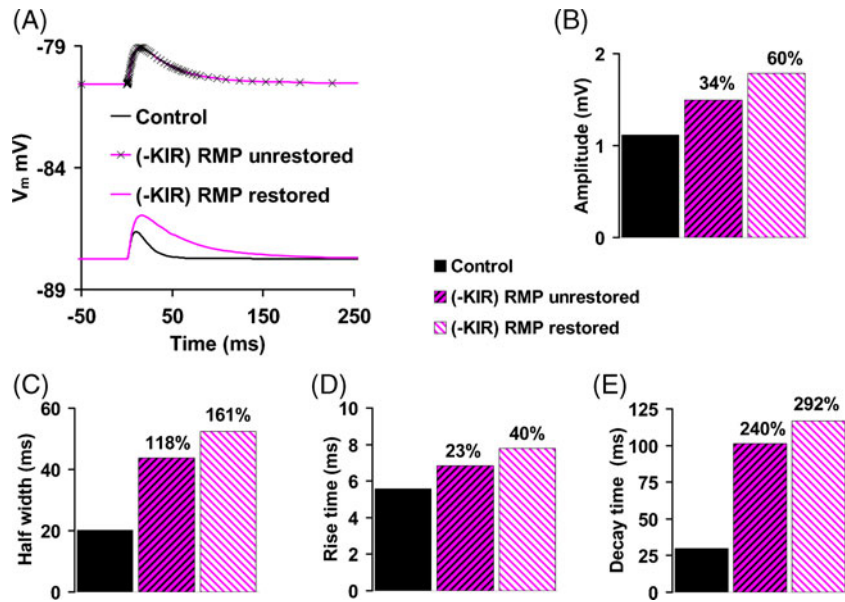 (A)
-79
-84
-89
V_m mV
Control
(-KIR) RMP unrestored
(-KIR) RMP restored
-50
50
150
250
Time (ms)
(B)
2
1
0
Amplitude (mV)
34%
60%
Control
(-KIR) RMP unrestored
(-KIR) RMP restored
(C)
60
40
20
0
Half width (ms)
118%
161%
(D)
10
8
6
4
2
0
Rise time (ms)
23%
40%
(E)
125
100
75
50
25
0
Decay time (ms)
240%
292%